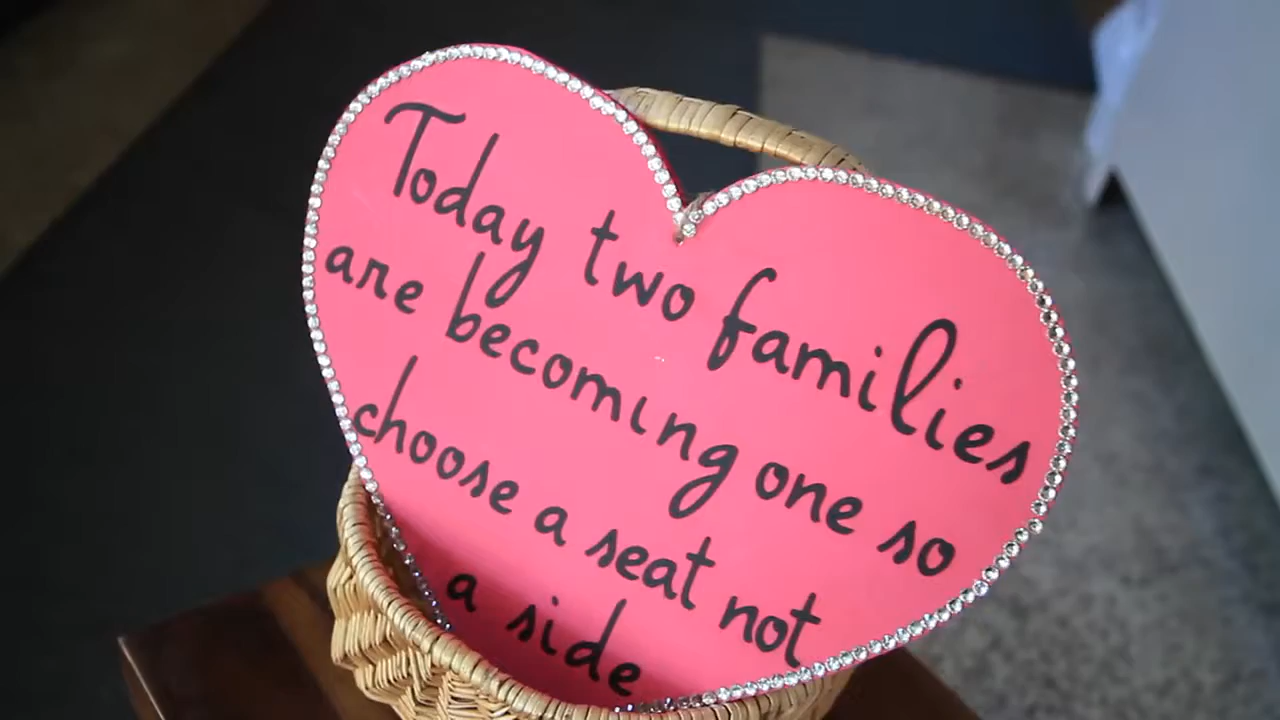 Today two families
are becoming one so
choose a seat not
a side